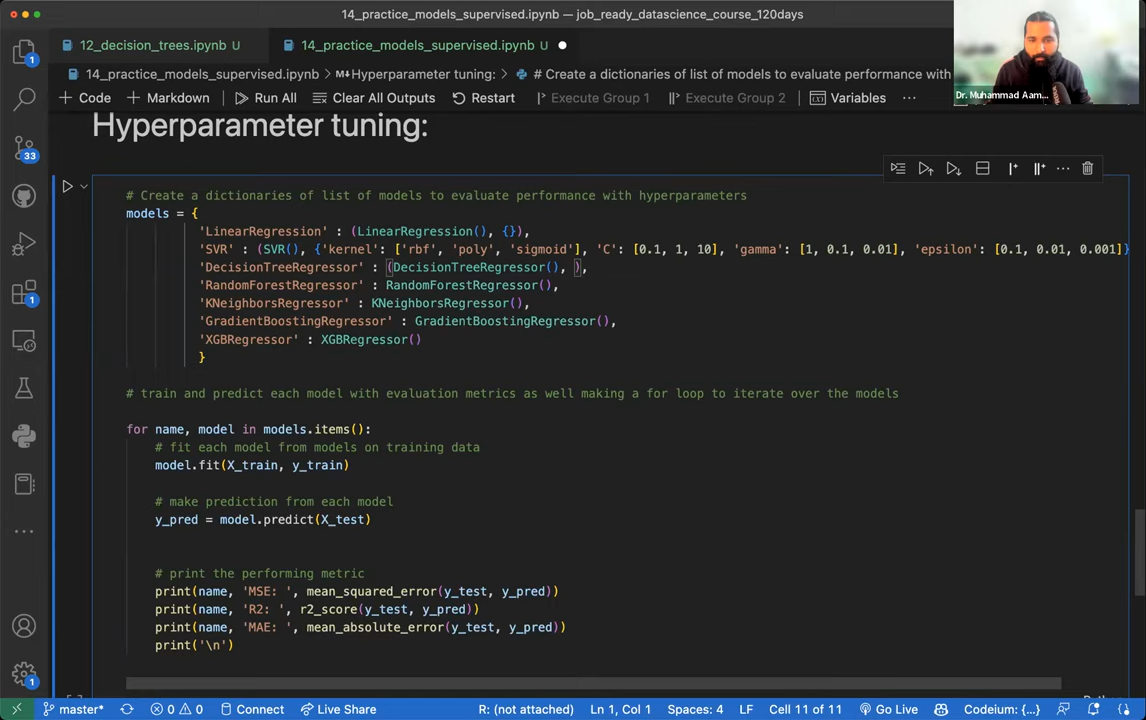 14_practice_models_supervised.ipynb — job_ready_datascience_course_120days
12_decision_trees.ipynb U
14_practice_models_supervised.ipynb U
14_practice_models_supervised.ipynb > M↓Hyperparameter tuning: > # Create a dictionaries of list of models to evaluate performance with
+ Code + Markdown Run All Clear All Outputs Restart Execute Group 1 Execute Group 2 Variables ...
Dr. Muhammad Aam...
Hyperparameter tuning:
# Create a dictionaries of list of models to evaluate performance with hyperparameters
models = {
'LinearRegression' : (LinearRegression(), {}),
'SVR' : (SVR(), {'kernel': ['rbf', 'poly', 'sigmoid'], 'C': [0.1, 1, 10], 'gamma': [1, 0.1, 0.01], 'epsilon': [0.1, 0.01, 0.001]}
'DecisionTreeRegressor' : (DecisionTreeRegressor(), ),
'RandomForestRegressor' : RandomForestRegressor(),
'KNeighborsRegressor' : KNeighborsRegressor(),
'GradientBoostingRegressor' : GradientBoostingRegressor(),
'XGBRegressor' : XGBRegressor()
}
# train and predict each model with evaluation metrics as well making a for loop to iterate over the models
for name, model in models.items():
# fit each model from models on training data
model.fit(X_train, y_train)
# make prediction from each model
y_pred = model.predict(X_test)
# print the performing metric
print(name, 'MSE: ', mean_squared_error(y_test, y_pred))
print(name, 'R2: ', r2_score(y_test, y_pred))
print(name, 'MAE: ', mean_absolute_error(y_test, y_pred))
print('\n')
1
33
1
1
master* 0 0 Connect Live Share R: (not attached) Ln 1, Col 1 Spaces: 4 LF Cell 11 of 11 Go Live Codeium: {...}